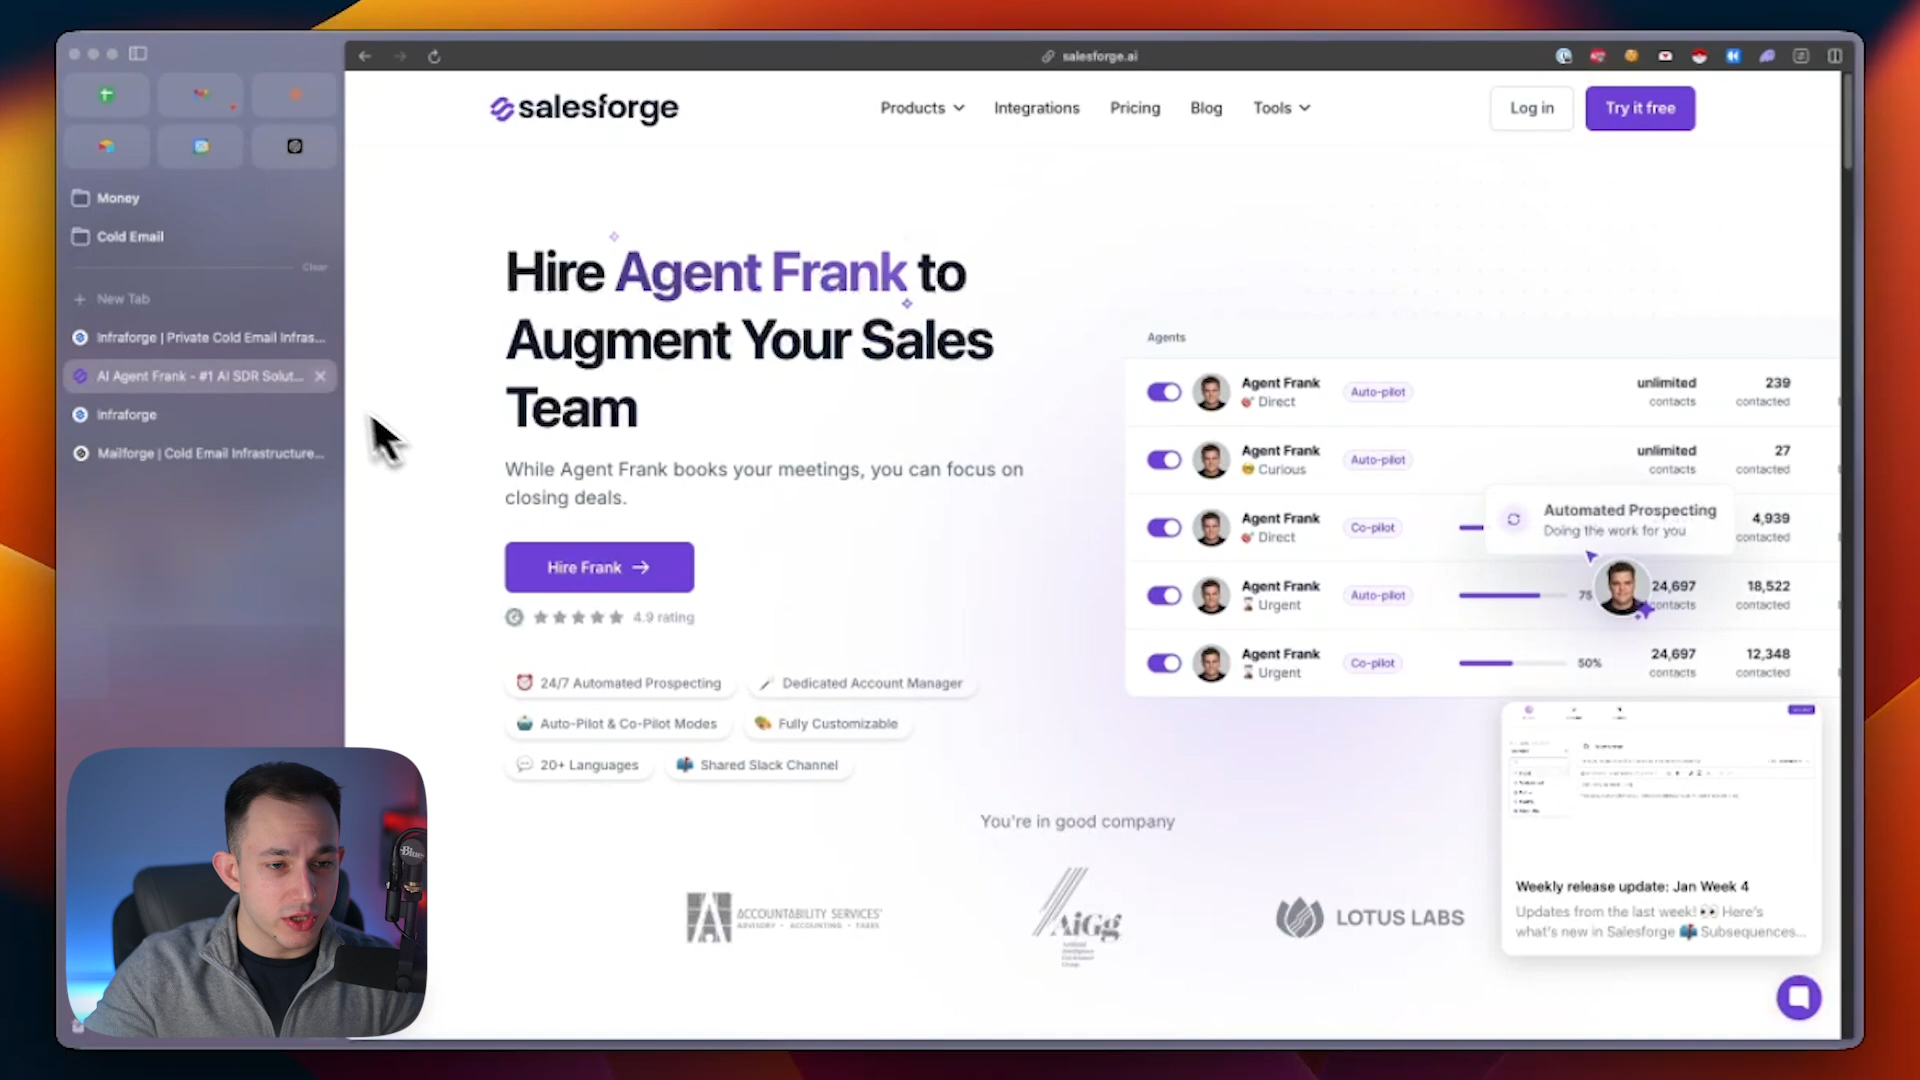 salesforge.ai
Money
Cold Email
Clear
New Tab
Infraforge | Private Cold Email Infras...
AI Agent Frank - #1 AI SDR Solut...
Infraforge
Mailforge | Cold Email Infrastructure...
salesforge
Products
Integrations
Pricing
Blog
Tools
Log in
Try it free
Hire Agent Frank to
Augment Your Sales
Team
While Agent Frank books your meetings, you can focus on
closing deals.
Hire Frank
4.9 rating
24/7 Automated Prospecting
Dedicated Account Manager
Auto-Pilot & Co-Pilot Modes
Fully Customizable
20+ Languages
Shared Slack Channel
Agents
Agent Frank
Direct
Auto-pilot
unlimited
contacts
239
contacted
Agent Frank
Curious
Auto-pilot
unlimited
contacts
27
contacted
Agent Frank
Direct
Co-pilot
4,939
contacted
Automated Prospecting
Doing the work for you
Agent Frank
Urgent
Auto-pilot
75
24,697
contacts
18,522
contacted
Agent Frank
Urgent
Co-pilot
50%
24,697
contacts
12,348
contacted
You're in good company
ACCOUNTABILITY SERVICES
ADVISORY • ACCOUNTING • TAXES
AiGg
LOTUS LABS
Weekly release update: Jan Week 4
Updates from the last week! 👀 Here's
what's new in Salesforge 📫 Subsequences...
Blue